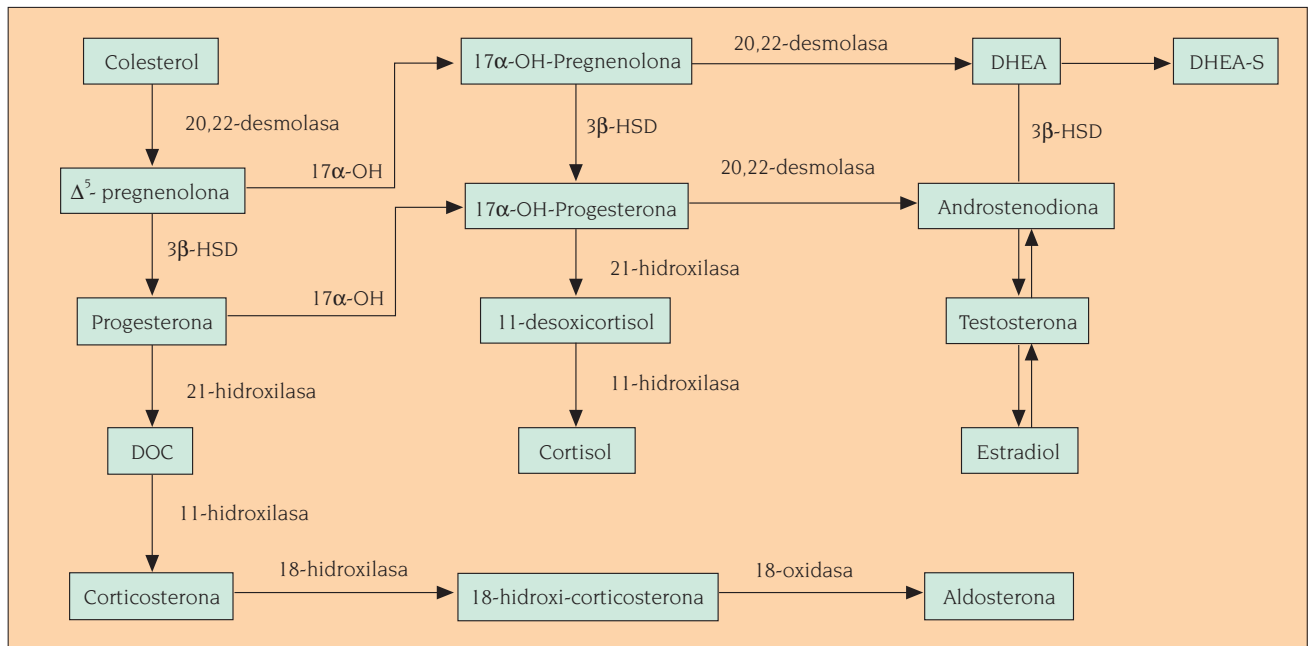 Colesterol
17α-OH-Pregnenolona
20,22-desmolasa
DHEA
DHEA-S
20,22-desmolasa
3β-HSD
3β-HSD
17α-OH
Δ⁵- pregnenolona
20,22-desmolasa
17α-OH-Progesterona
Androstenodiona
3β-HSD
21-hidroxilasa
17α-OH
Progesterona
11-desoxicortisol
Testosterona
21-hidroxilasa
11-hidroxilasa
DOC
Cortisol
Estradiol
11-hidroxilasa
18-hidroxilasa
18-oxidasa
Corticosterona
18-hidroxi-corticosterona
Aldosterona